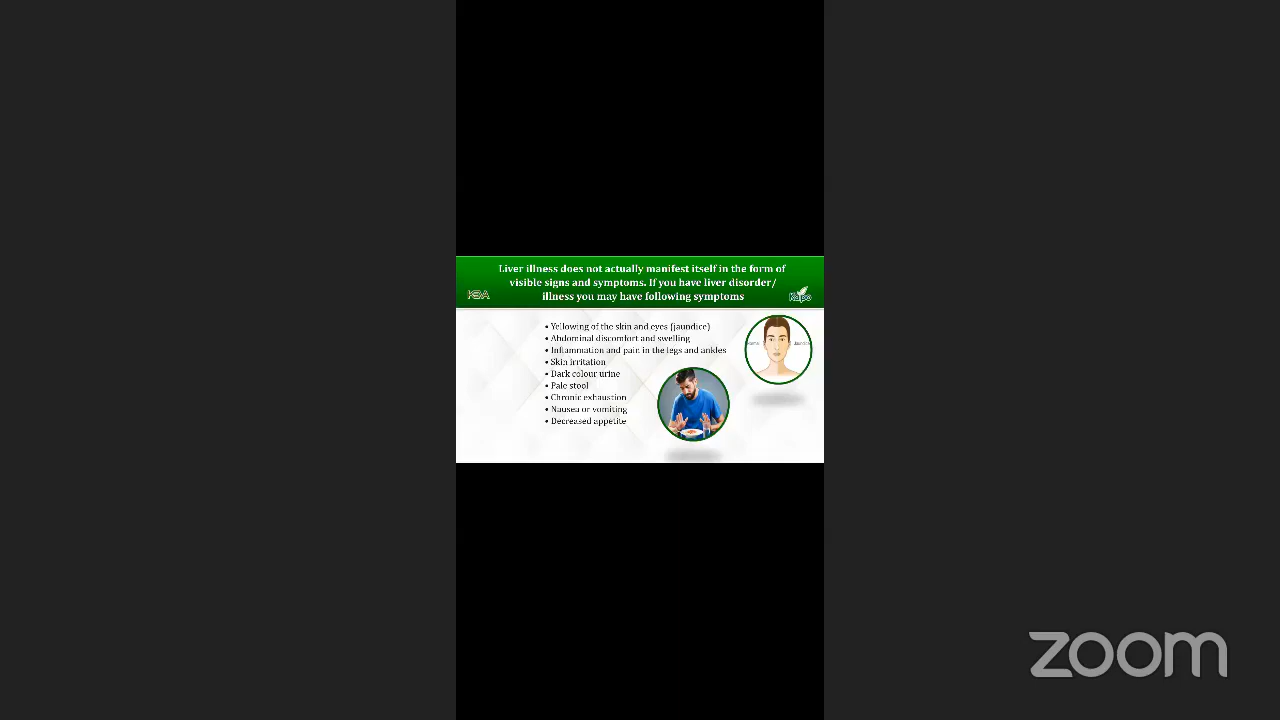 Liver illness does not actually manifest itself in the form of
visible signs and symptoms. If you have liver disorder/
illness you may have following symptoms
Kapo
• Yellowing of the skin and eyes (jaundice)
• Abdominal discomfort and swelling
• Inflammation and pain in the legs and ankles
• Skin irritation
• Dark colour urine
• Pale stool
• Chronic exhaustion
• Nausea or vomiting
• Decreased appetite
zoom